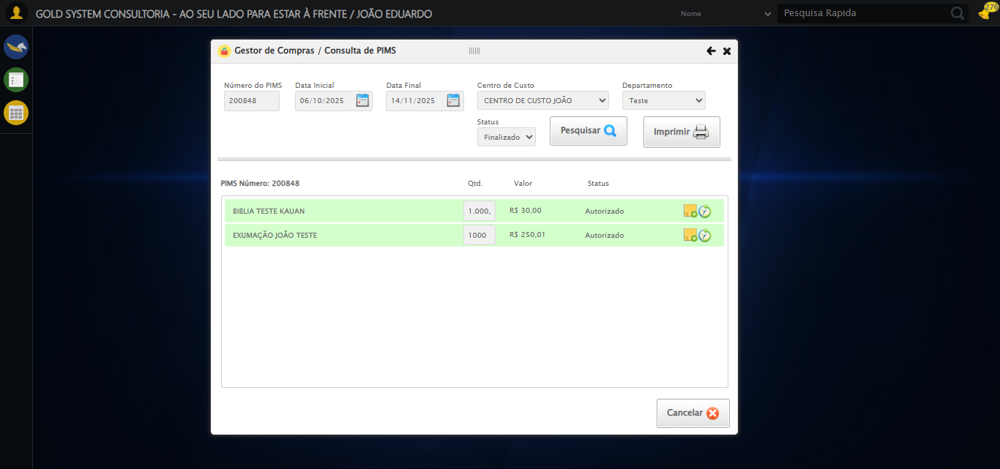 GOLD SYSTEM CONSULTORIA - AO SEU LADO PARA ESTAR À FRENTE / JOÃO EDUARDO
Nome
Pesquisa Rapida
276
Gestor de Compras / Consulta de PIMS
Número do PIMS Data Inicial Data Final Centro de Custo Departamento
200848 06/10/2025 14/11/2025 CENTRO DE CUSTO JOÃO Teste
Status
Finalizado Pesquisar Imprimir
PIMS Número: 200848 Qtd. Valor Status
BIBLIA TESTE KAUAN 1.000, R$ 30,00 Autorizado
EXUMAÇÃO JOÃO TESTE 1000 R$ 250,01 Autorizado
Cancelar